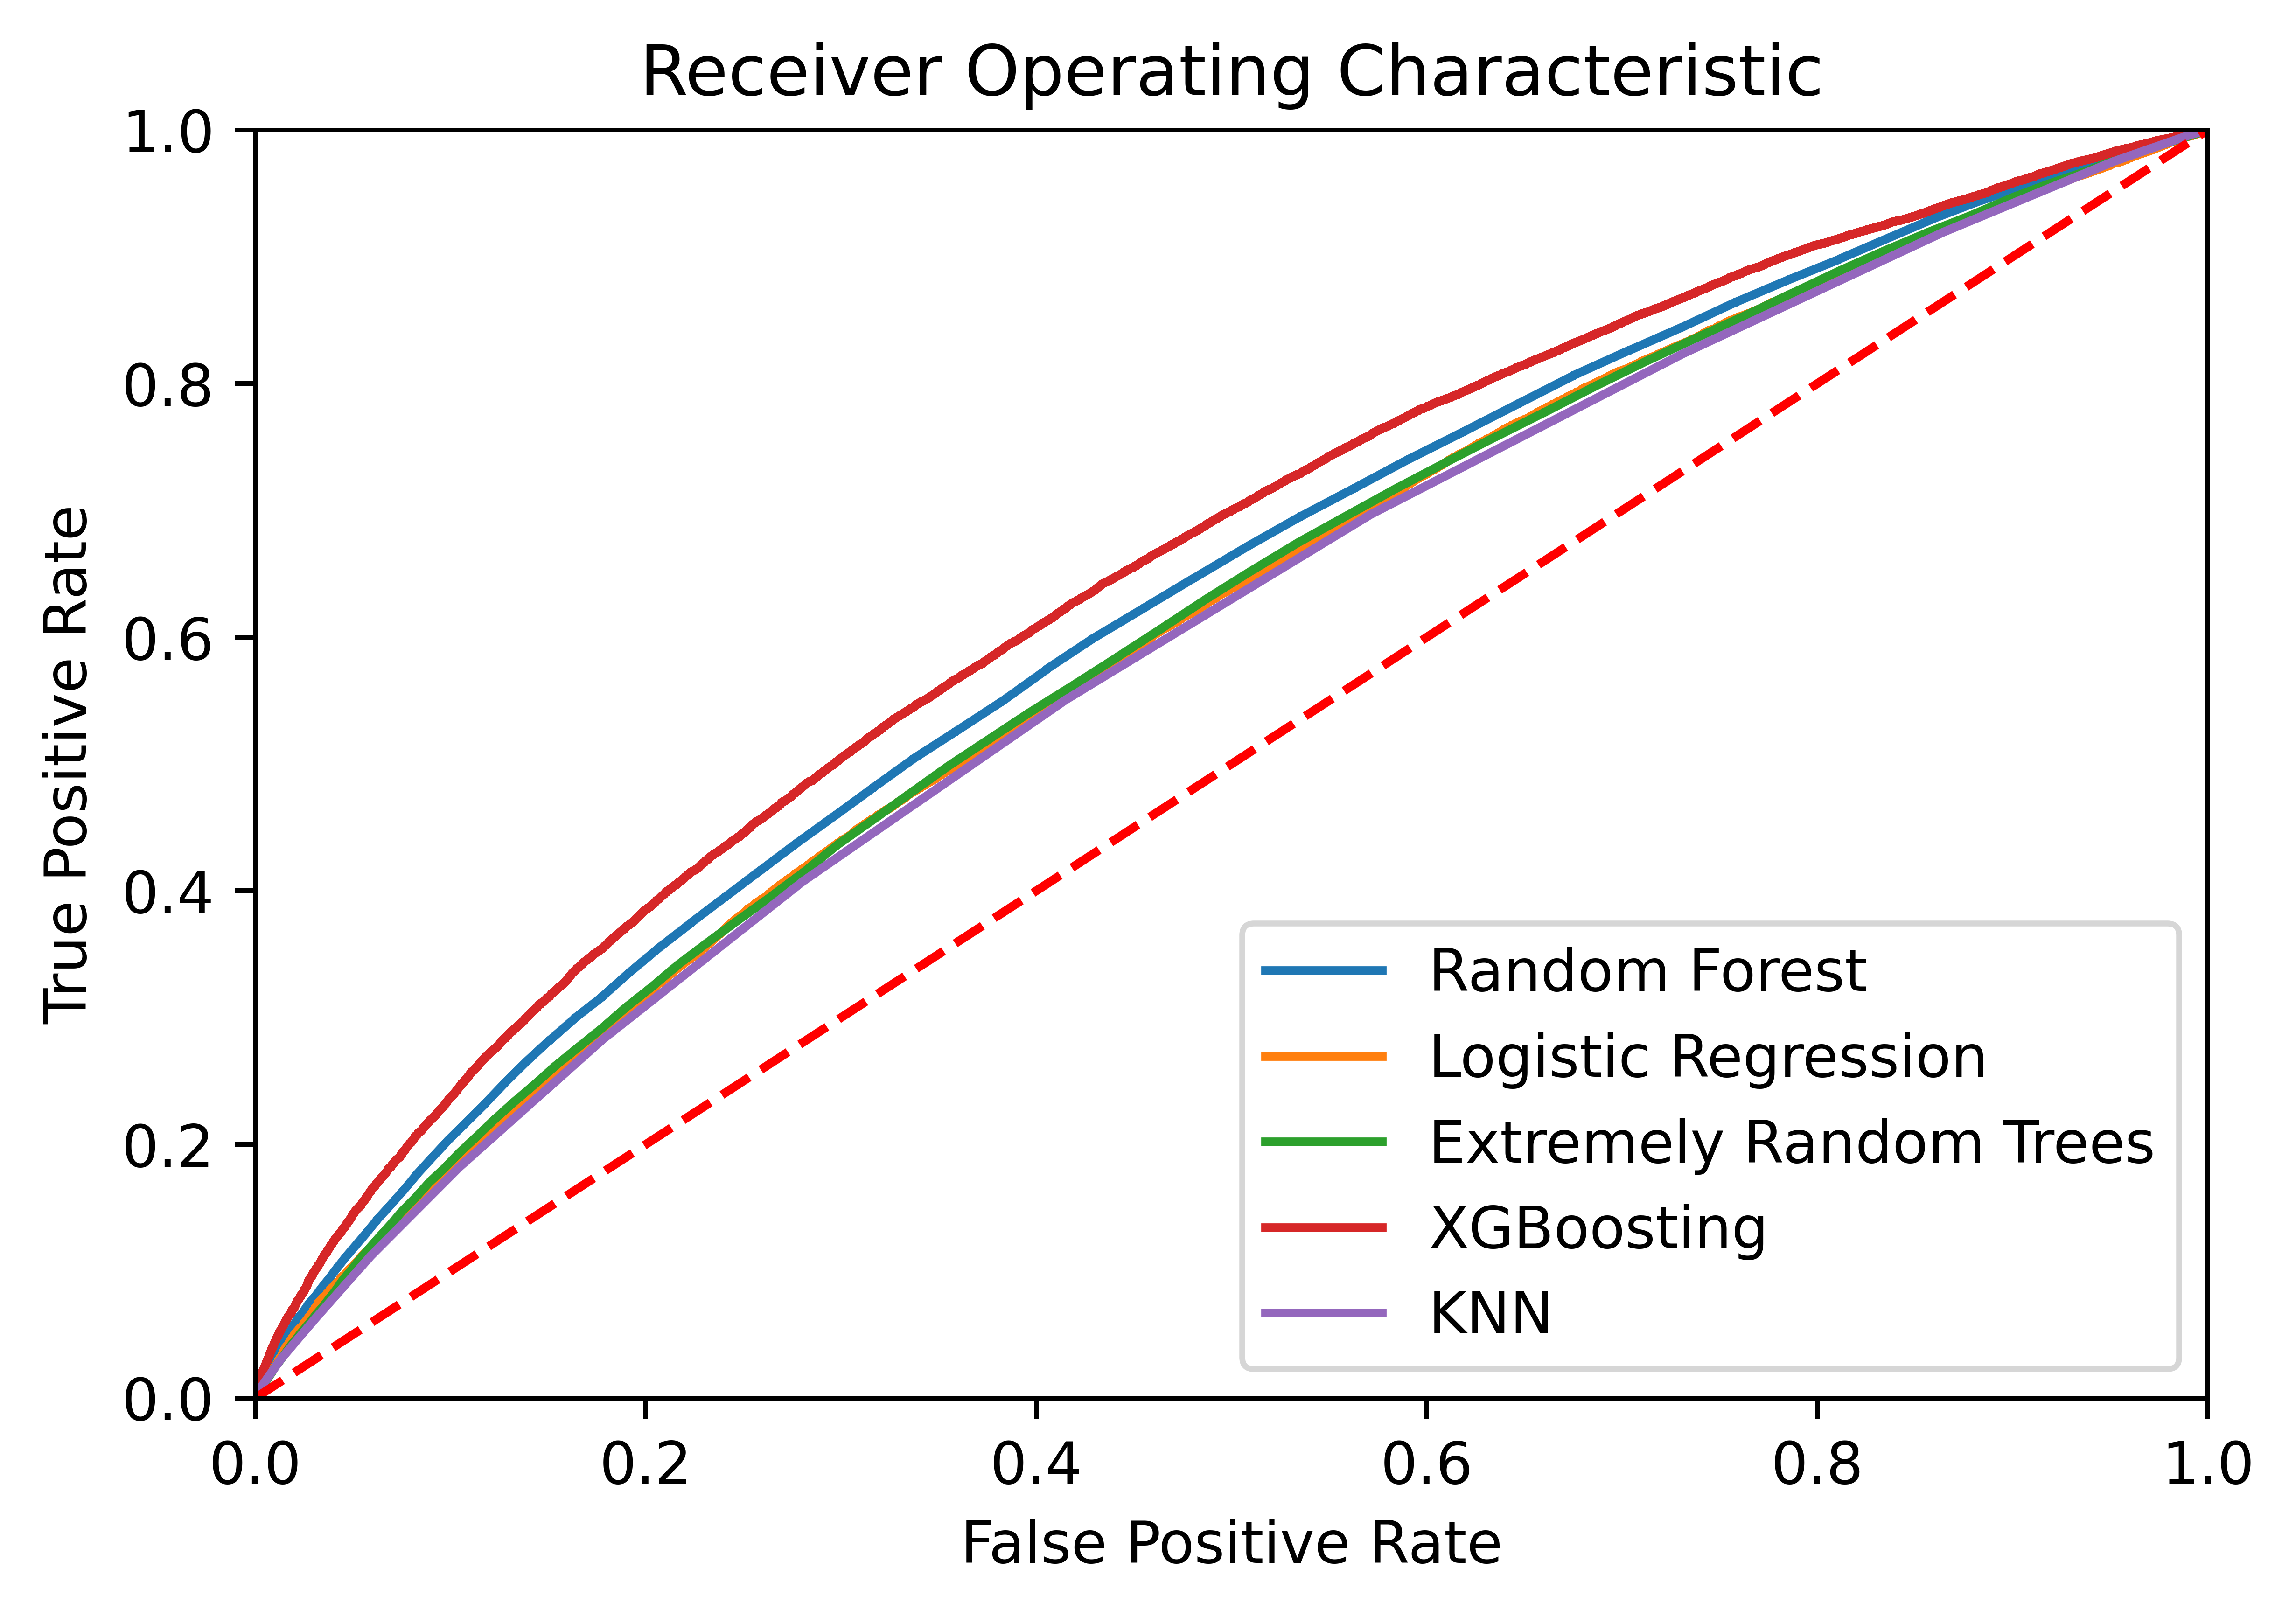 Receiver Operating Characteristic
1.0
0.8
0.6
0.4
0.2
0.0
True Positive Rate
Random Forest
Logistic Regression
Extremely Random Trees
XGBoosting
KNN
0.0 0.2 0.4 0.6 0.8 1.0
False Positive Rate